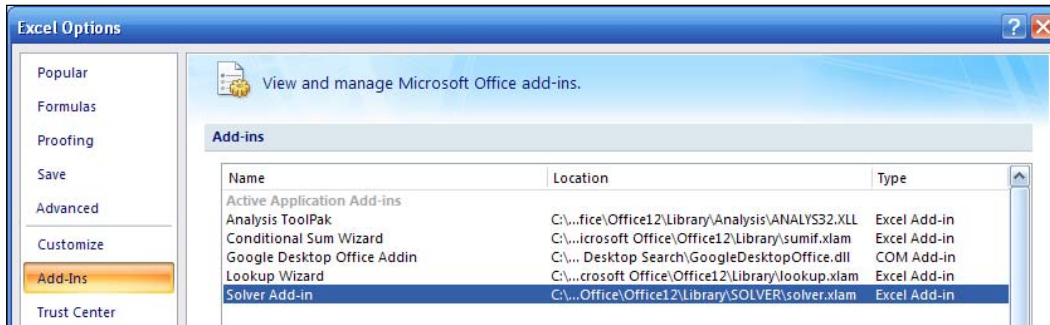 Excel Options
Popular
Formulas
Proofing
Save
Advanced
Customize
Add-Ins
Trust Center
View and manage Microsoft Office add-ins.
Add-ins
Name Location Type
Active Application Add-ins
Analysis ToolPak C:\...fice\Office12\Library\Analysis\ANALYS32.XLL Excel Add-in
Conditional Sum Wizard C:\...icrosoft Office\Office12\Library\sumif.xlam Excel Add-in
Google Desktop Office Addin C:\... Desktop Search\GoogleDesktopOffice.dll COM Add-in
Lookup Wizard C:\...crosoft Office\Office12\Library\lookup.xlam Excel Add-in
Solver Add-in C:\...Office\Office12\Library\SOLVER\solver.xlam Excel Add-in